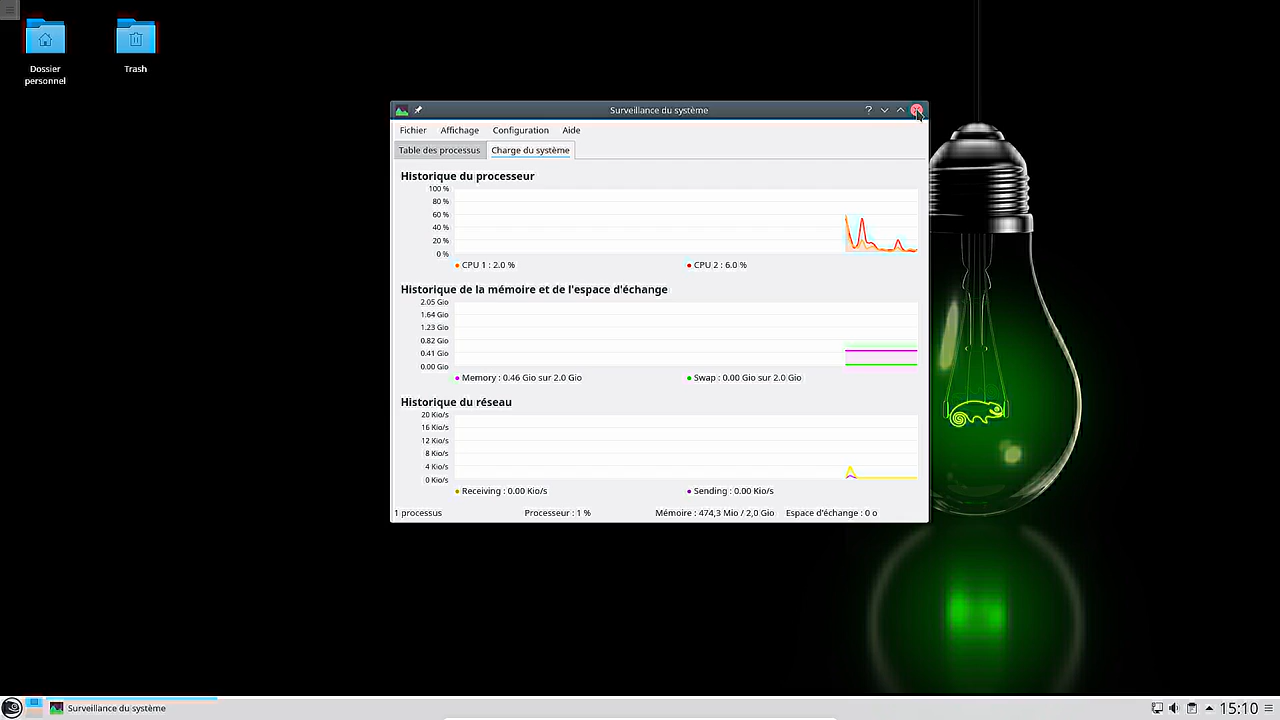 Dossier
personnel
Trash
Surveillance du système
Fichier Affichage Configuration Aide
Table des processus Charge du système
Historique du processeur
100 %
80 %
60 %
40 %
20 %
0 %
CPU 1 : 2.0 % CPU 2 : 6.0 %
Historique de la mémoire et de l'espace d'échange
2.05 Gio
1.64 Gio
1.23 Gio
0.82 Gio
0.41 Gio
0.00 Gio
Memory : 0.46 Gio sur 2.0 Gio Swap : 0.00 Gio sur 2.0 Gio
Historique du réseau
20 Kio/s
16 Kio/s
12 Kio/s
8 Kio/s
4 Kio/s
0 Kio/s
Receiving : 0.00 Kio/s Sending : 0.00 Kio/s
1 processus Processeur : 1 % Mémoire : 474,3 Mio / 2,0 Gio Espace d'échange : 0 o
Surveillance du système 15:10